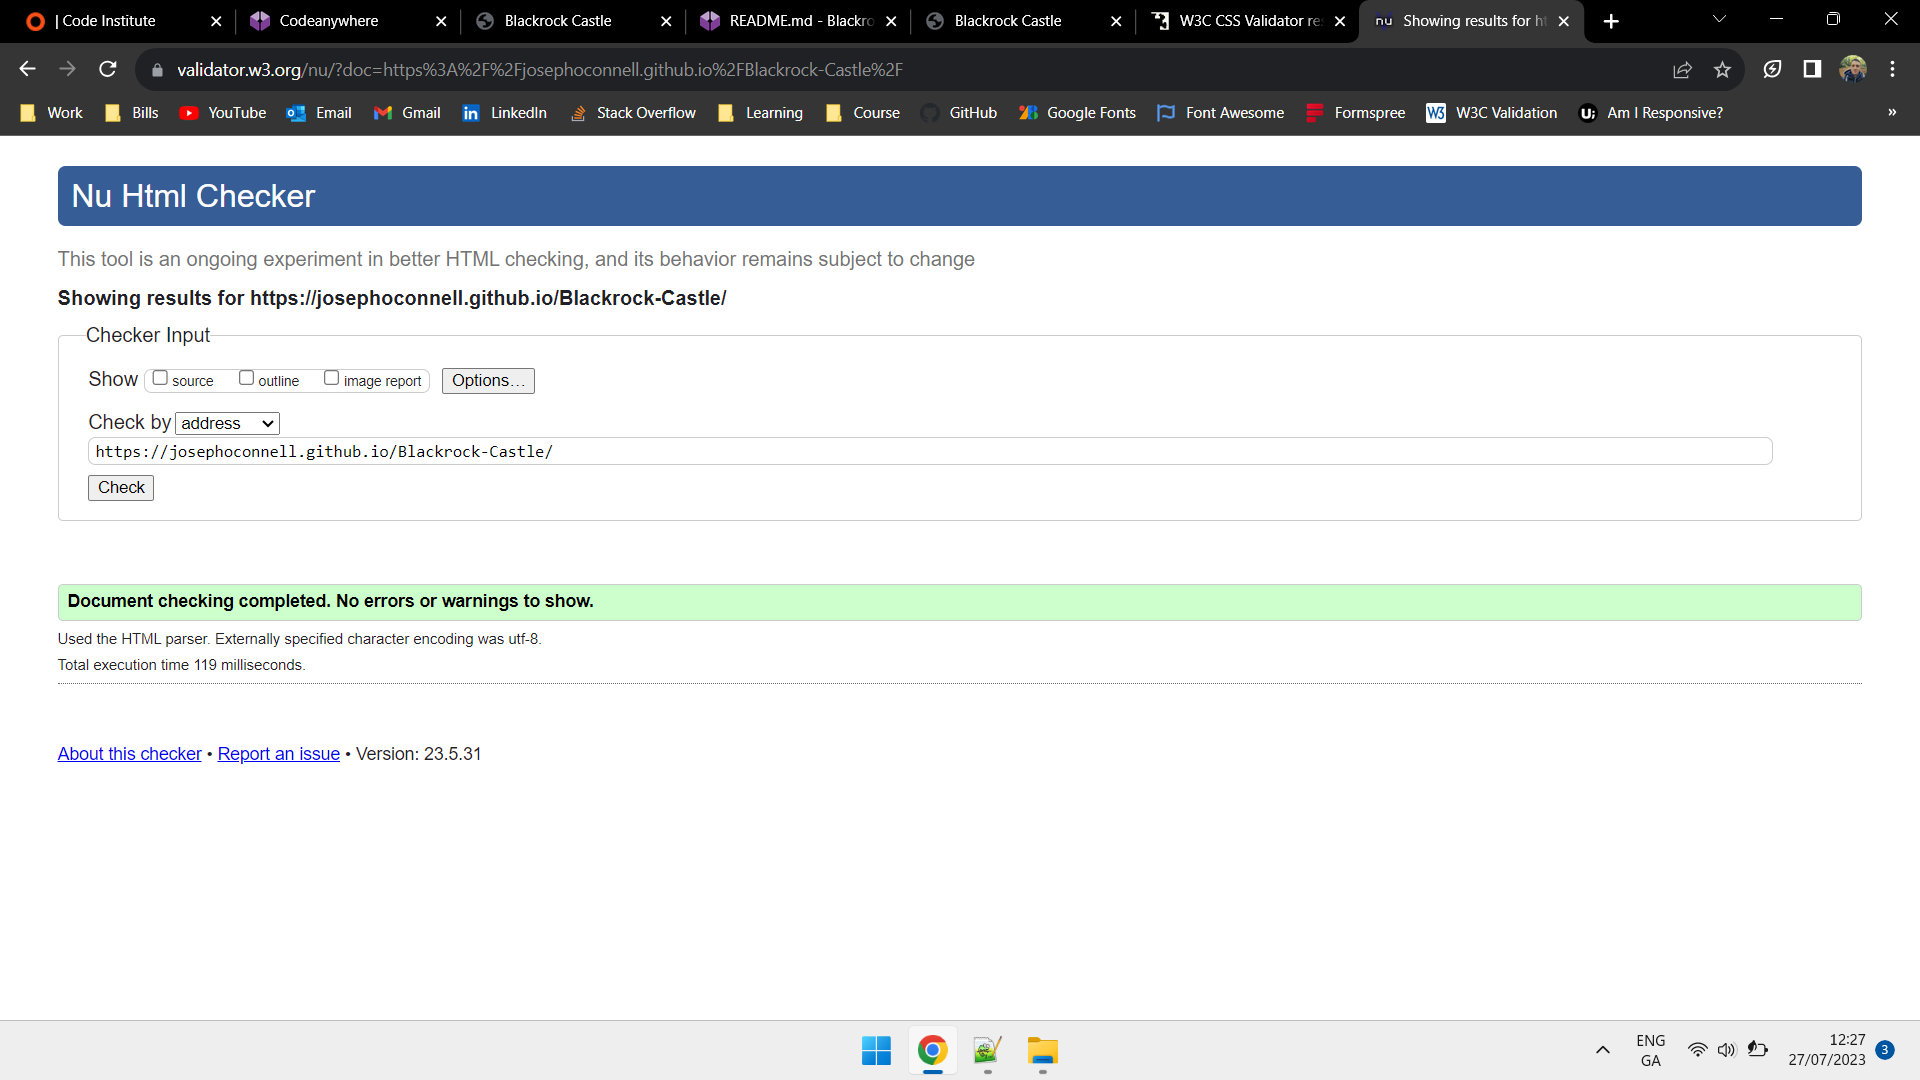 | Code Institute
Codeanywhere
Blackrock Castle
README.md - Blackro
Blackrock Castle
W3C CSS Validator re
nu
Showing results for ht
validator.w3.org/nu/?doc=https%3A%2F%2Fjosephoconnell.github.io%2FBlackrock-Castle%2F
Work
Bills
YouTube
Email
Gmail
LinkedIn
Stack Overflow
Learning
Course
GitHub
Google Fonts
Font Awesome
Formspree
W3C Validation
Am I Responsive?
»
Nu Html Checker
This tool is an ongoing experiment in better HTML checking, and its behavior remains subject to change
Showing results for https://josephoconnell.github.io/Blackrock-Castle/
Checker Input
Show source outline image report Options...
Check by address
https://josephoconnell.github.io/Blackrock-Castle/
Check
Document checking completed. No errors or warnings to show.
Used the HTML parser. Externally specified character encoding was utf-8.
Total execution time 119 milliseconds.
About this checker • Report an issue • Version: 23.5.31
ENG
GA
12:27
27/07/2023
3